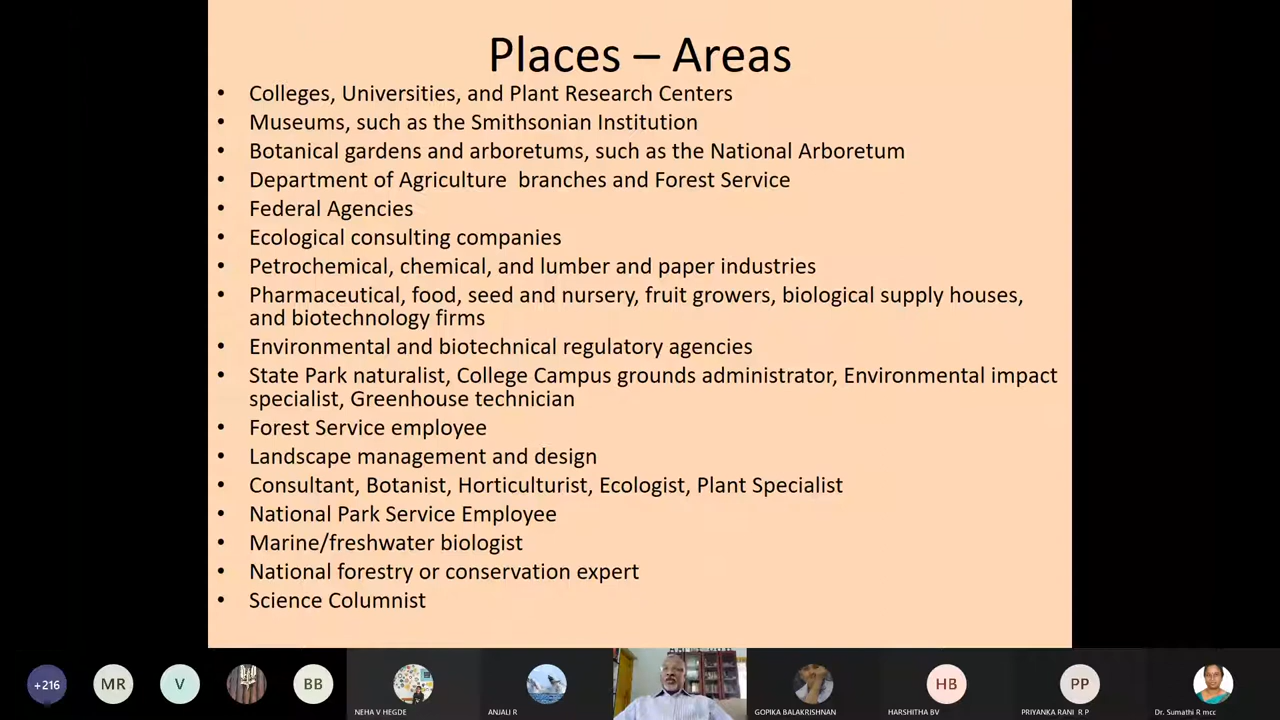 Places – Areas
• Colleges, Universities, and Plant Research Centers
• Museums, such as the Smithsonian Institution
• Botanical gardens and arboretums, such as the National Arboretum
• Department of Agriculture  branches and Forest Service
• Federal Agencies
• Ecological consulting companies
• Petrochemical, chemical, and lumber and paper industries
• Pharmaceutical, food, seed and nursery, fruit growers, biological supply houses,
and biotechnology firms
• Environmental and biotechnical regulatory agencies
• State Park naturalist, College Campus grounds administrator, Environmental impact
specialist, Greenhouse technician
• Forest Service employee
• Landscape management and design
• Consultant, Botanist, Horticulturist, Ecologist, Plant Specialist
• National Park Service Employee
• Marine/freshwater biologist
• National forestry or conservation expert
• Science Columnist
+216
MR
V
BB
HB
PP
NEHA V HEGDE
ANJALI R
GOPIKA BALAKRISHNAN
HARSHITHA BV
PRIYANKA RANI R P
Dr. Sumathi R mcc